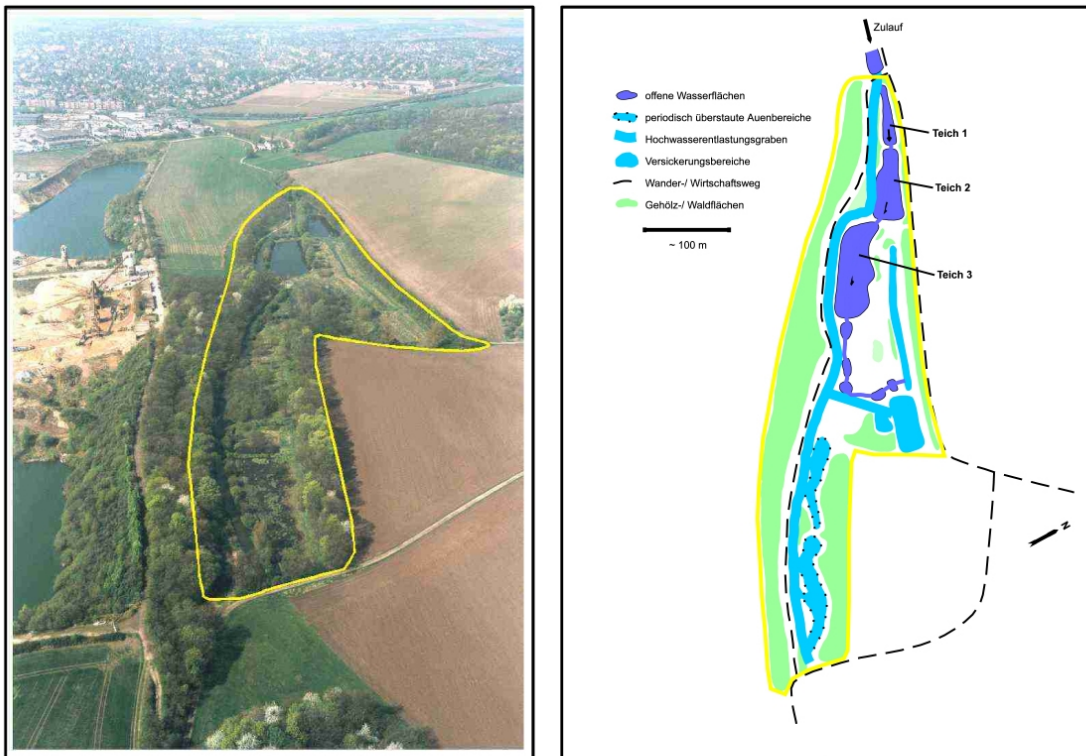 Zulauf
offene Wasserflächen
periodisch überstaute Auenbereiche
Hochwasserentlastungsgraben
Versickerungsbereiche
Wander-/ Wirtschaftsweg
Gehölz-/ Waldflächen
~ 100 m
Teich 1
Teich 2
Teich 3
N